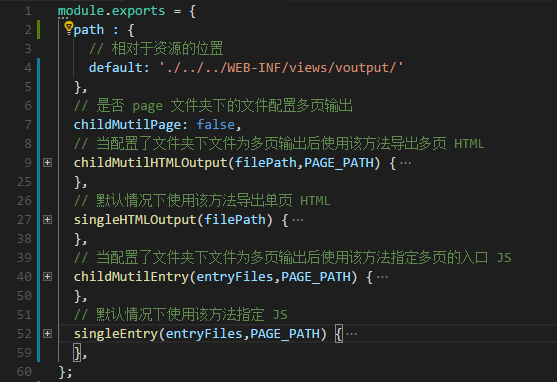 1 module.exports = {
2 path : {
3 // 相对于资源的位置
4 default: './../../WEB-INF/views/voutput/'
5 },
6 // 是否 page 文件夹下的文件配置多页输出
7 childMutilPage: false,
8 // 当配置了文件夹下文件为多页输出后使用该方法导出多页 HTML
9 childMutilHTMLOutput(filePath,PAGE_PATH) {···
25 },
26 // 默认情况下使用该方法导出单页 HTML
27 singleHTMLOutput(filePath) {···
38 },
39 // 当配置了文件夹下文件为多页输出后使用该方法指定多页的入口 JS
40 childMutilEntry(entryFiles,PAGE_PATH) {···
50 },
51 // 默认情况下使用该方法指定 JS
52 singleEntry(entryFiles,PAGE_PATH) {···
59 },
60 };